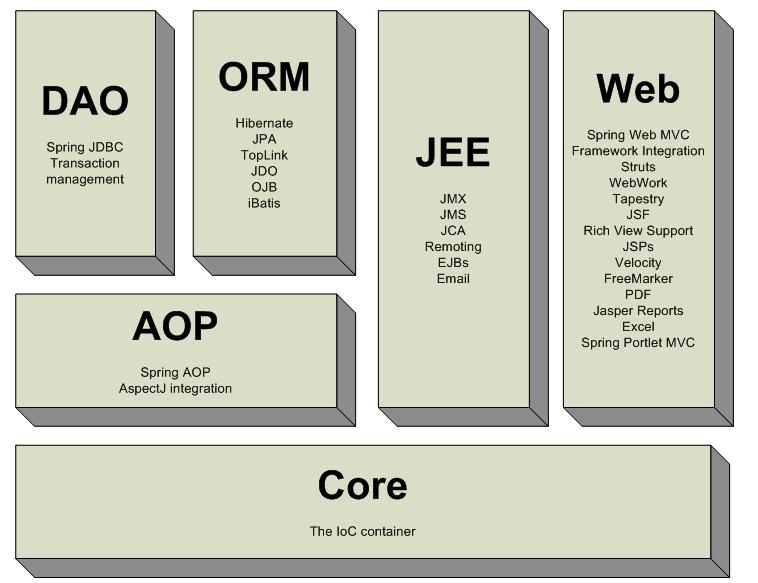 DAO
Spring JDBC
Transaction
management
ORM
Hibernate
JPA
TopLink
JDO
OJB
iBatis
JEE
JMX
JMS
JCA
Remoting
EJBs
Email
Web
Spring Web MVC
Framework Integration
Struts
WebWork
Tapestry
JSF
Rich View Support
JSPs
Velocity
FreeMarker
PDF
Jasper Reports
Excel
Spring Portlet MVC
AOP
Spring AOP
AspectJ integration
Core
The IoC container